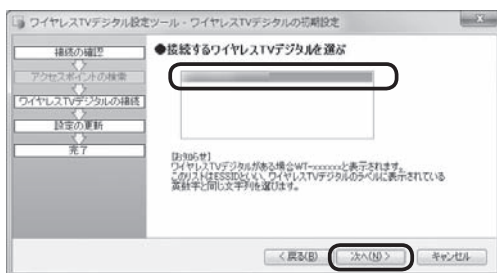 ワイヤレスTVデジタル設定ツール - ワイヤレスTVデジタルの初期設定
接続の確認
アクセスポイントの検索
ワイヤレスTVデジタルの接続
設定の更新
完了
●接続するワイヤレスTVデジタルを選ぶ
[お知らせ]
ワイヤレスTVデジタルがある場合WT-xxxxxxと表示されます。
このリストはESSIDといい、ワイヤレスTVデジタルのラベルに表示されている
英数字と同じ文字列を選びます。
< 戻る(B)
次へ(N) >
キャンセル